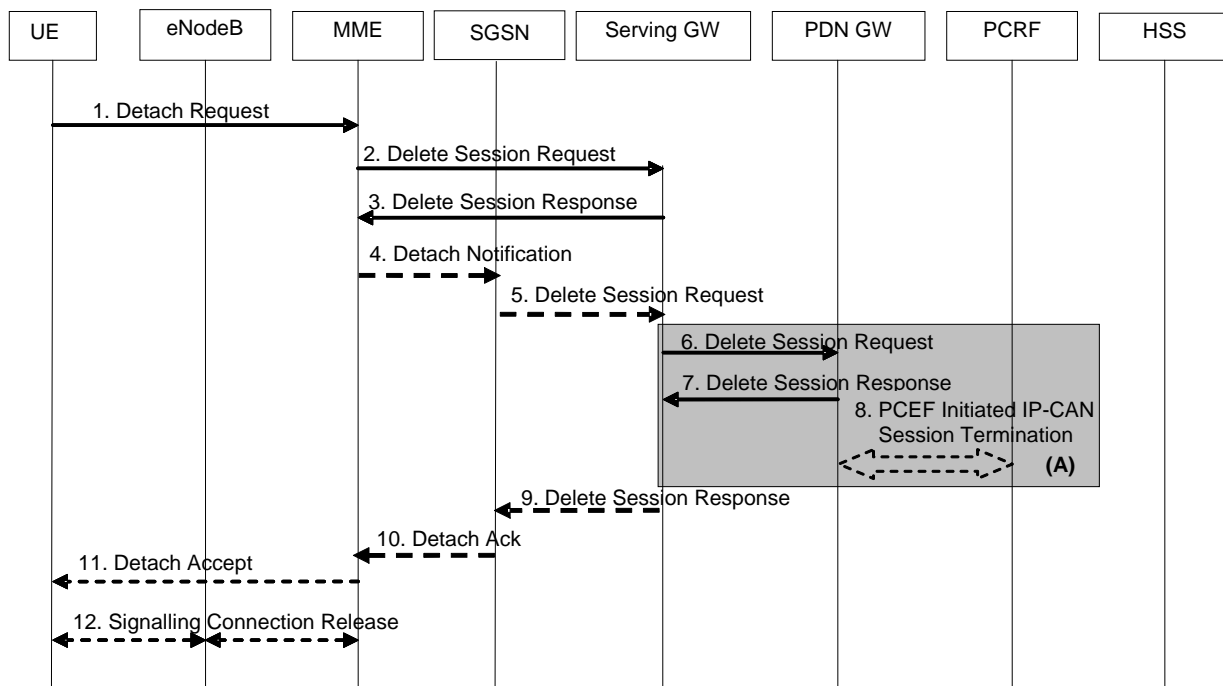 UE
eNodeB
MME
SGSN
Serving GW
PDN GW
PCRF
HSS
1. Detach Request
2. Delete Session Request
3. Delete Session Response
4. Detach Notification
5. Delete Session Request
6. Delete Session Request
7. Delete Session Response
8. PCEF Initiated IP-CAN
Session Termination
(A)
9. Delete Session Response
10. Detach Ack
11. Detach Accept
12. Signalling Connection Release